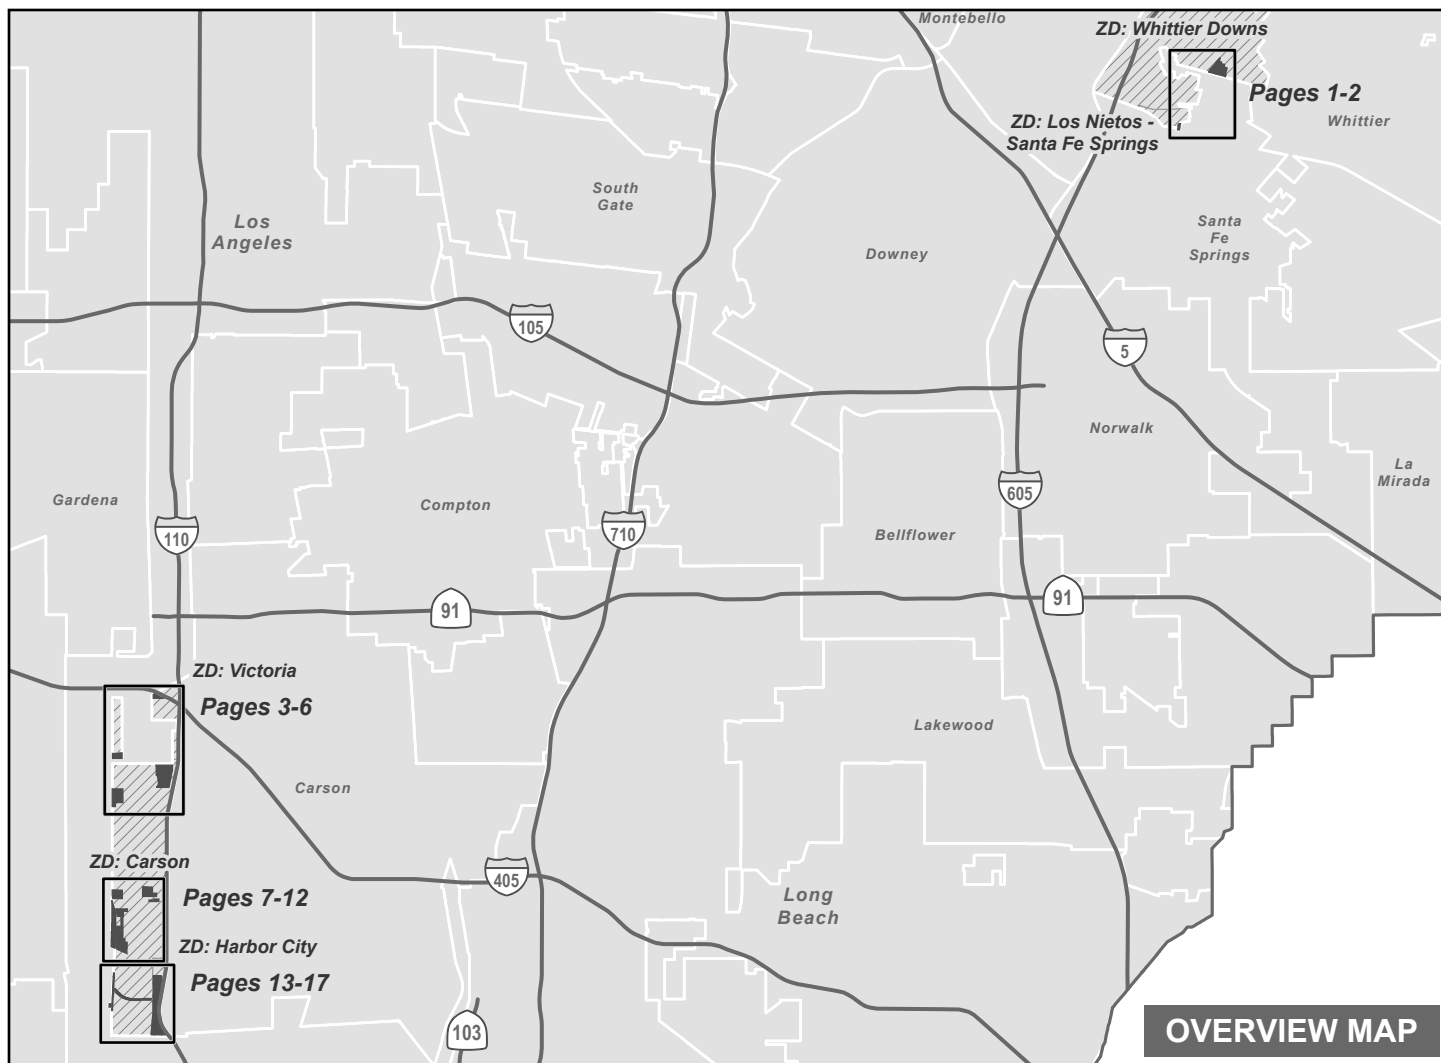 Montebello
ZD: Whittier Downs
Pages 1-2
Whittier
ZD: Los Nietos -
Santa Fe Springs
South
Gate
Los
Angeles
Downey
Santa
Fe
Springs
105
5
Norwalk
La
Mirada
Gardena
Compton
605
110
710
Bellflower
91
91
ZD: Victoria
Pages 3-6
Lakewood
Carson
ZD: Carson
405
Pages 7-12
Long
Beach
ZD: Harbor City
Pages 13-17
103
OVERVIEW MAP